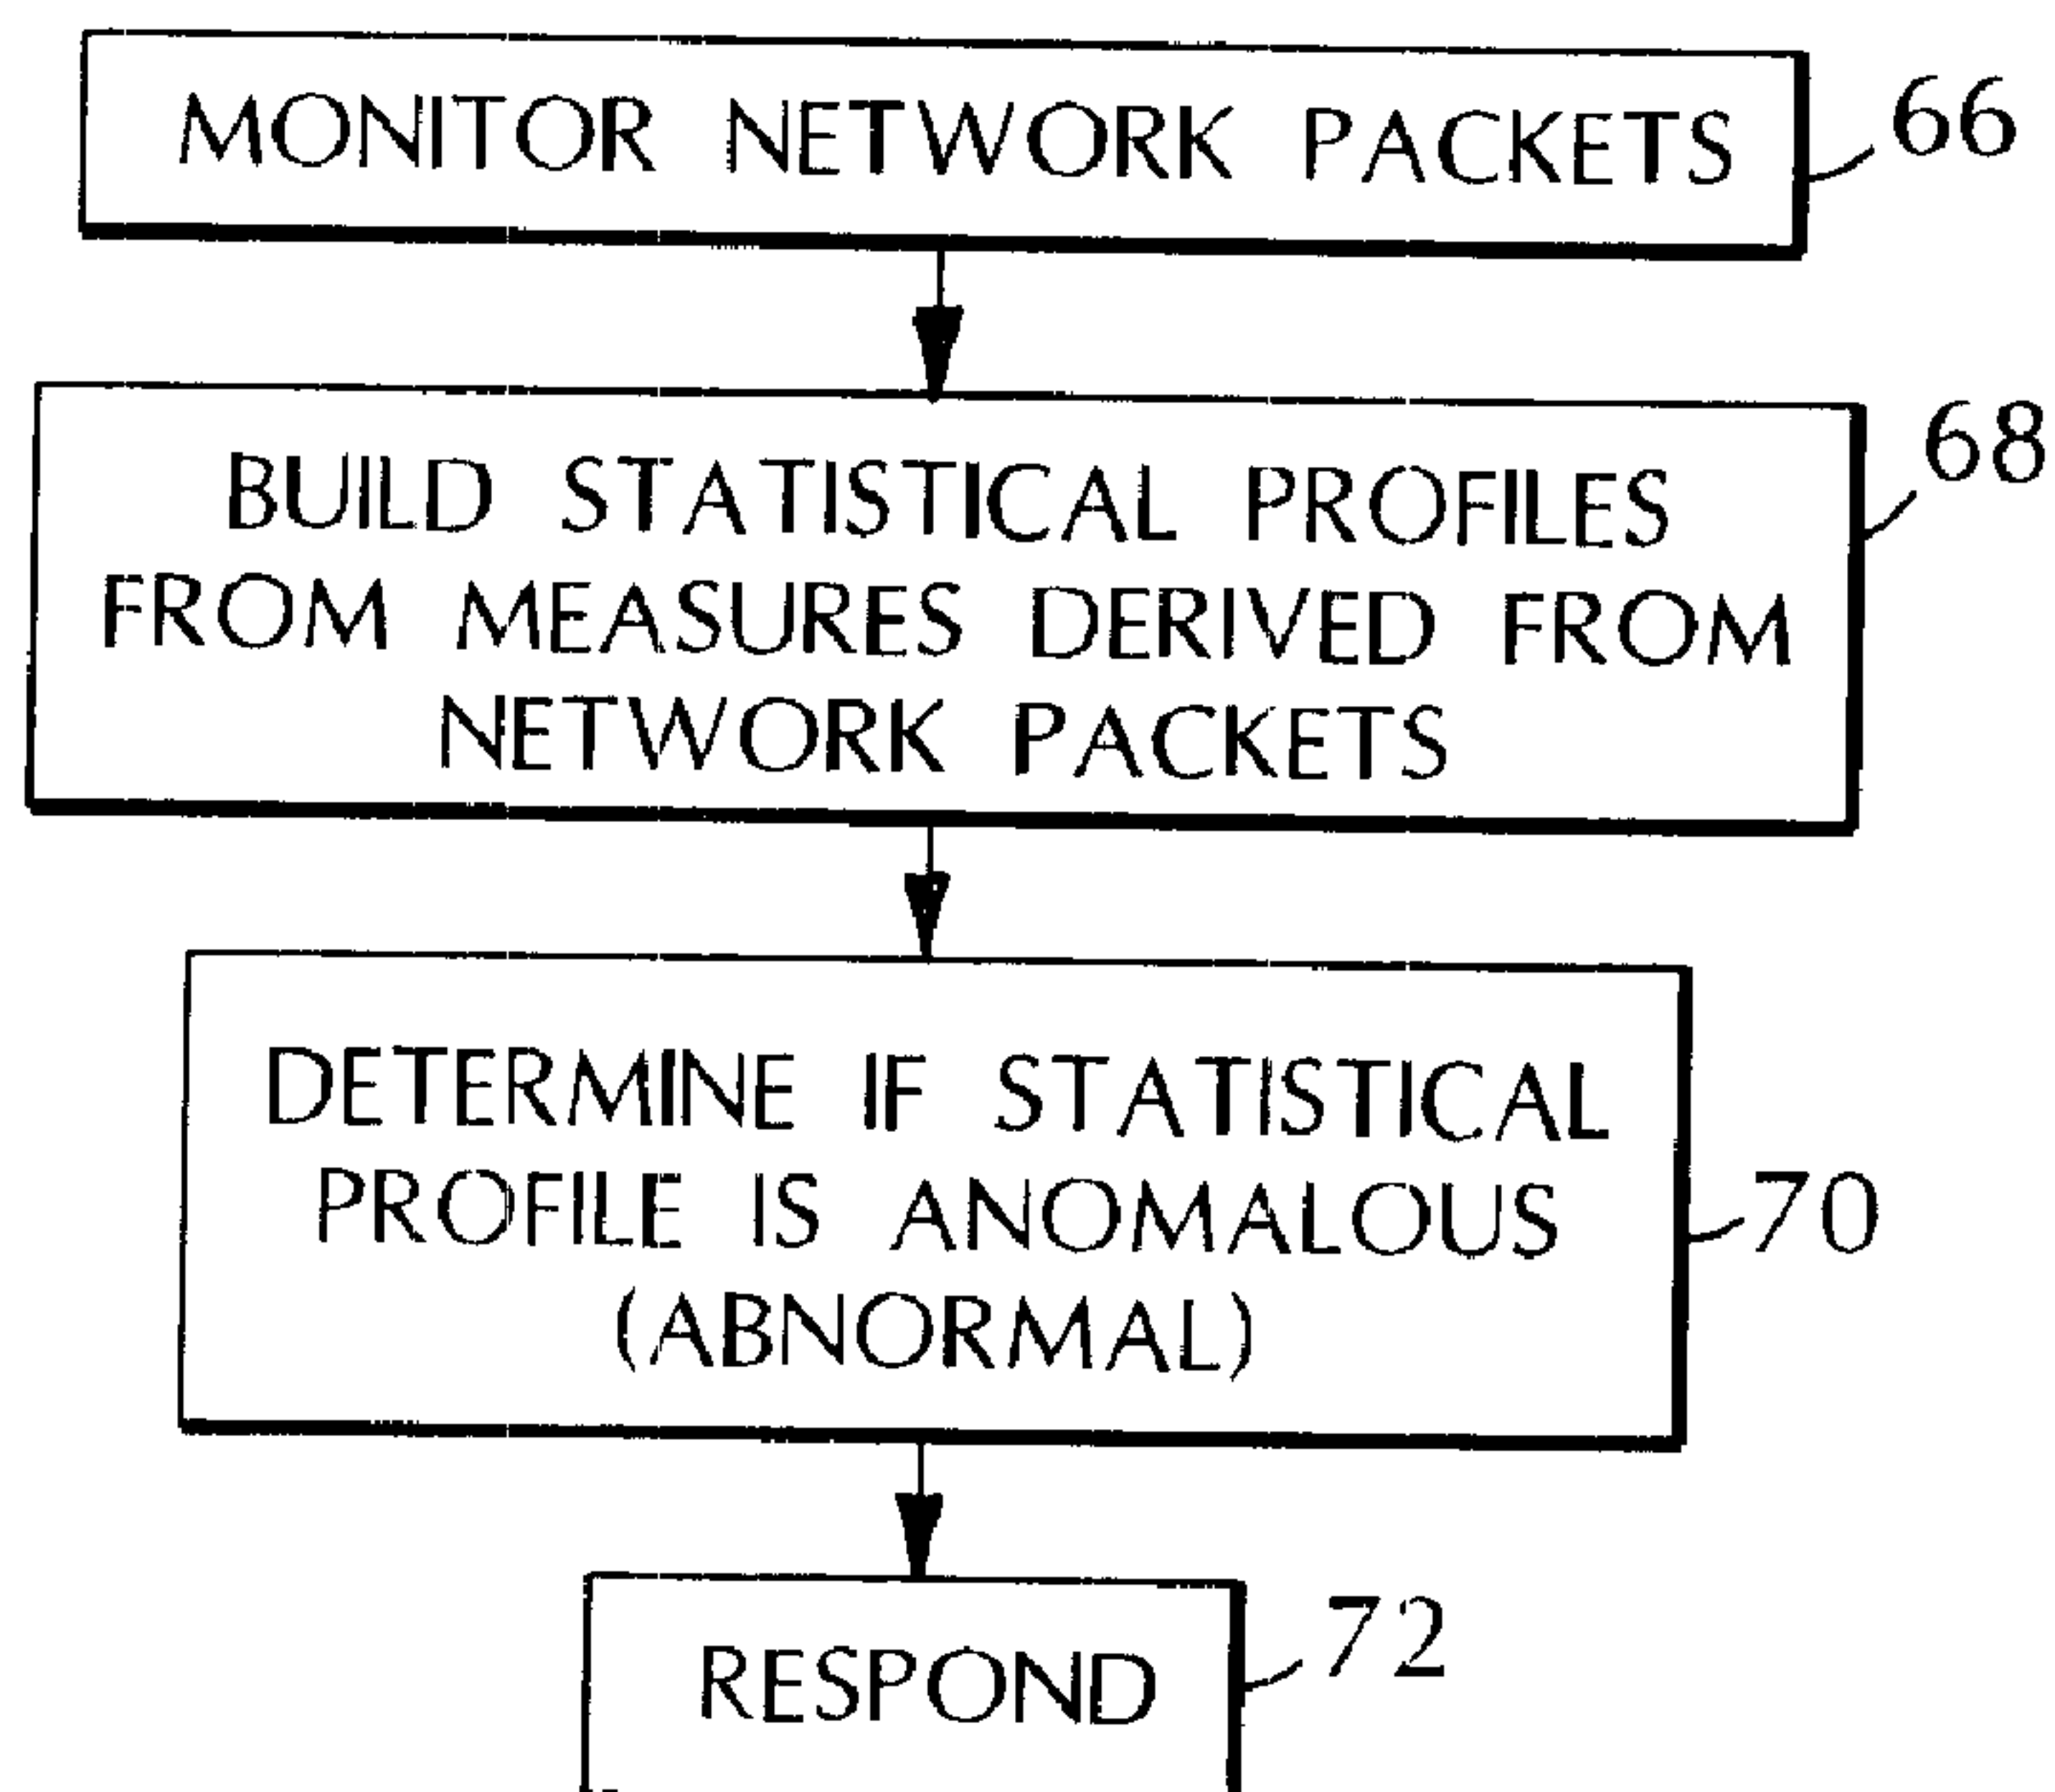 MONITOR NETWORK PACKETS
66
BUILD STATISTICAL PROFILES
FROM MEASURES DERIVED FROM
NETWORK PACKETS
68
DETERMINE IF STATISTICAL
PROFILE IS ANOMALOUS
(ABNORMAL)
70
RESPOND
72